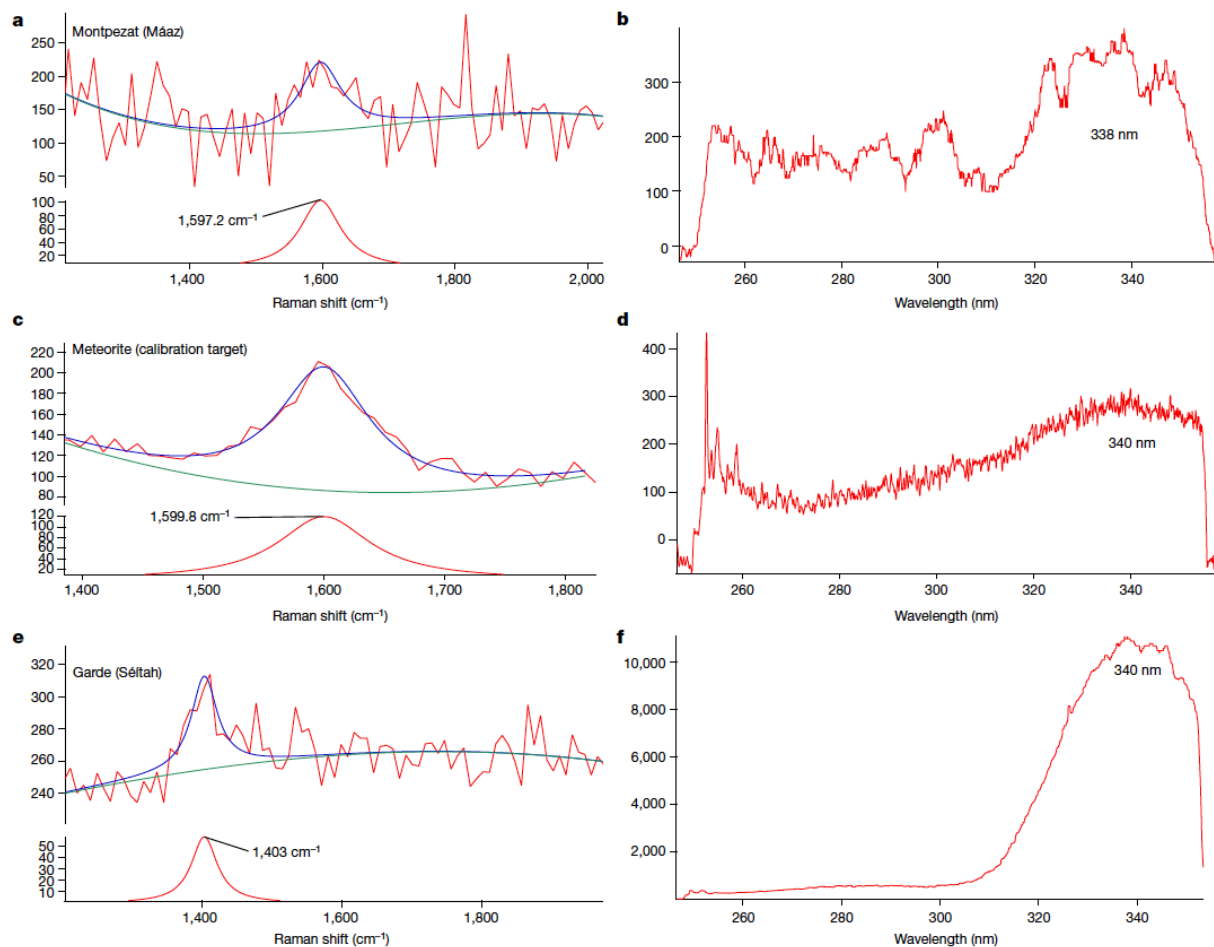 a
Montpezat (Máaz)
250
200
150
100
50
100
80
60
40
20
1,597.2 cm⁻¹
1,400 1,600 1,800 2,000
Raman shift (cm⁻¹)
b
300
200
100
0
338 nm
260 280 300 320 340
Wavelength (nm)
c
Meteorite (calibration target)
220
200
180
160
140
120
100
80
120
100
80
60
40
20
1,599.8 cm⁻¹
1,400 1,500 1,600 1,700 1,800
Raman shift (cm⁻¹)
d
400
300
200
100
0
340 nm
260 280 300 320 340
Wavelength (nm)
e
Garde (Séítah)
320
300
280
260
240
50
40
30
20
10
1,403 cm⁻¹
1,400 1,600 1,800
Raman shift (cm⁻¹)
f
10,000
8,000
6,000
4,000
2,000
340 nm
260 280 300 320 340
Wavelength (nm)